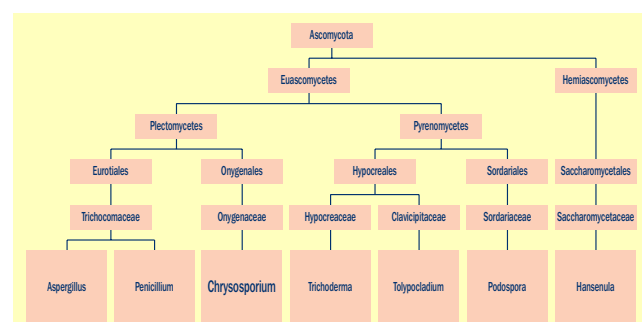 Ascomycota
Euascomycetes Hemiascomycetes
Plectomycetes Pyrenomycetes
Eurotiales Onygenales Hypocreales Sordariales Saccharomycetales
Trichocomaceae Onygenaceae Hypocreaceae Clavicipitaceae Sordariaceae Saccharomycetaceae
Aspergillus Penicillium Chrysosporium Trichoderma Tolypocladium Podospora Hansenula